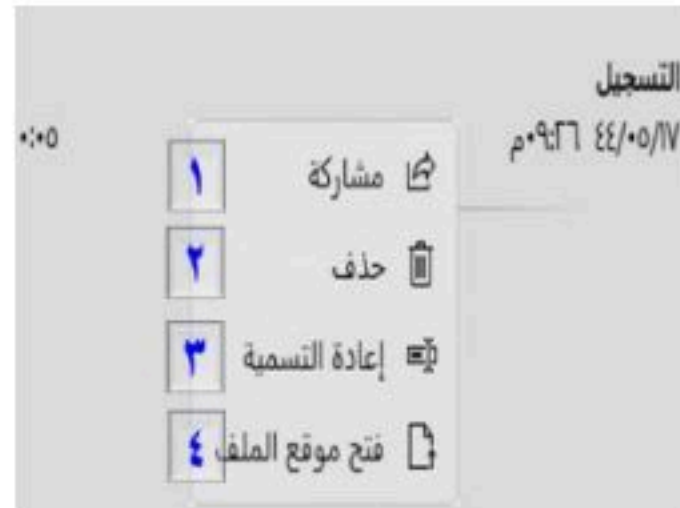 التسجيل
٤٤/٠٥/١٧ ٠٩:٢٦م
٠:٠٥
مشاركة ١
حذف ٢
إعادة التسمية ٣
فتح موقع الملف ٤